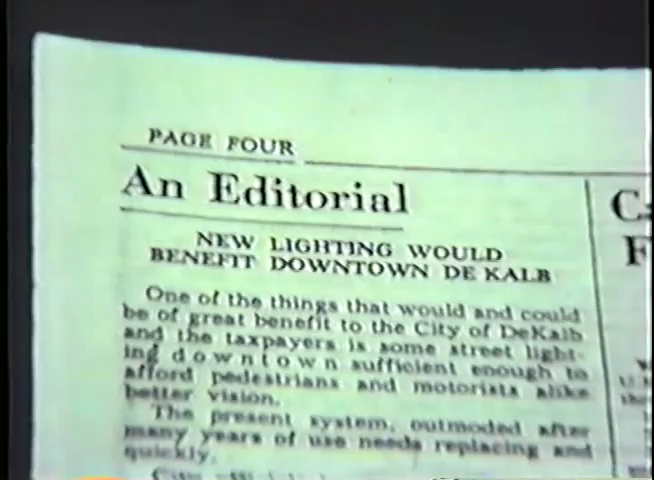 PAGE FOUR
An Editorial
NEW LIGHTING WOULD
BENEFIT DOWNTOWN DE KALB
One of the things that would and could
be of great benefit to the City of DeKalb
and the taxpayers is some street light-
ing downtown sufficient enough to
afford pedestrians and motorists alike
better vision.
The present system, outmoded after
many years of use needs replacing and
quickly.